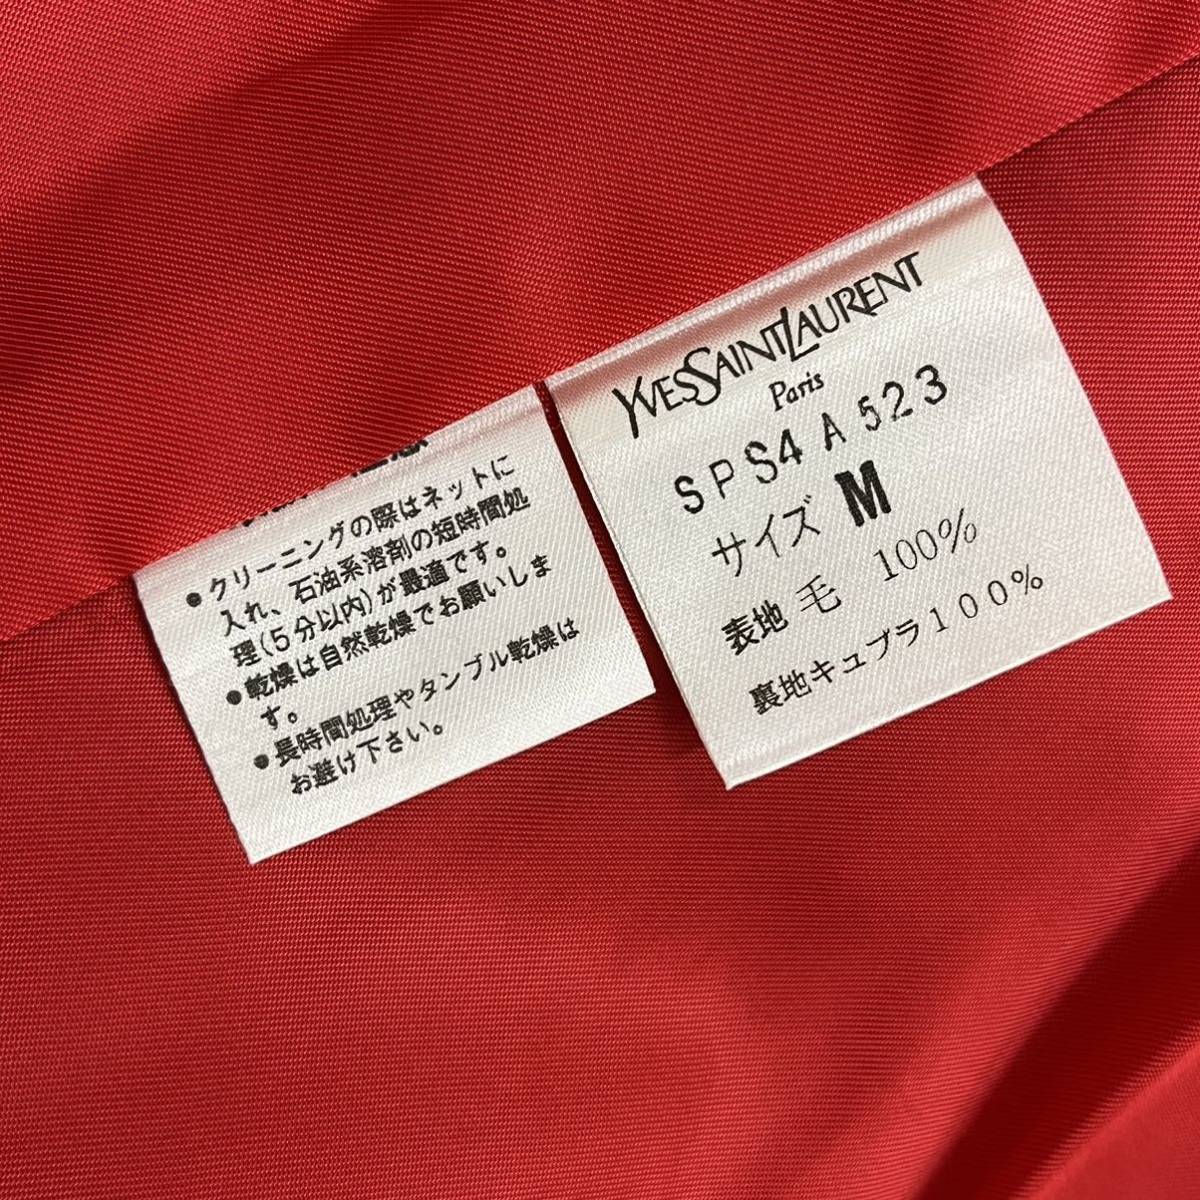 ●クリーニングの際はネットに
入れ、石油系溶剤の短時間処
理(5分以内)が最適です。
●乾燥は自然乾燥でお願いしま
す。
●長時間処理やタンブル乾燥は
お避け下さい。
YVESSAINTLAURENT
Paris
SPS4 A 523
サイズ M
表地 毛 100%
裏地キュプラ100%